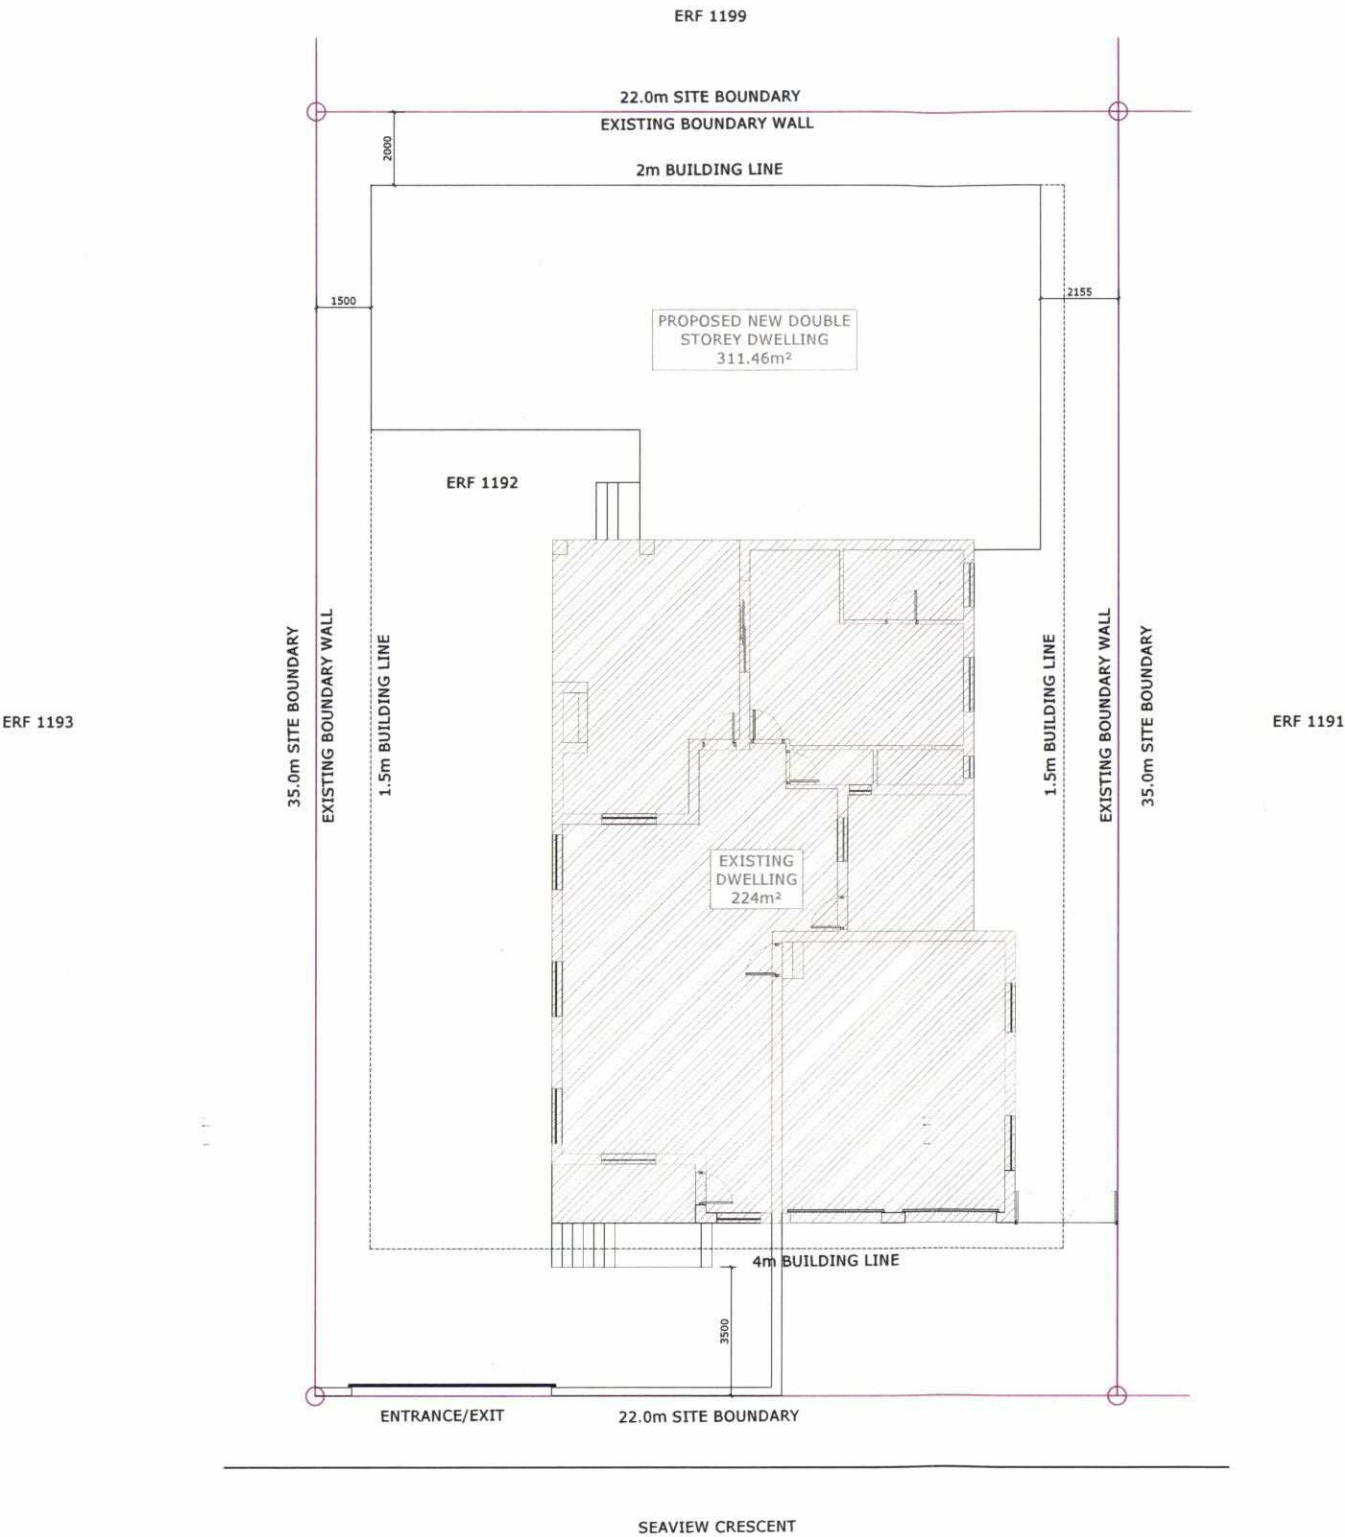 ERF 1199
22.0m SITE BOUNDARY
EXISTING BOUNDARY WALL
2000
2m BUILDING LINE
1500
2155
PROPOSED NEW DOUBLE
STOREY DWELLING
311.46m²
ERF 1192
35.0m SITE BOUNDARY
EXISTING BOUNDARY WALL
1.5m BUILDING LINE
1.5m BUILDING LINE
EXISTING BOUNDARY WALL
35.0m SITE BOUNDARY
ERF 1193
ERF 1191
EXISTING
DWELLING
224m²
4m BUILDING LINE
3500
ENTRANCE/EXIT
22.0m SITE BOUNDARY
SEAVIEW CRESCENT